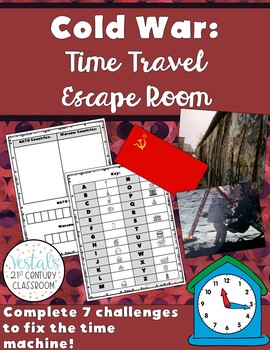 Cold War:
Time Travel
Escape Room
NATO Countries:
Warsaw Countries:
Key:
A
N
B
O
C
P
D
Q
E
R
F
S
G
T
H
U
I
V
J
W
K
X
L
Y
M
Z
Vestal's
21st CENTURY
CLASSROOM
Complete 7 challenges
to fix the time
machine!